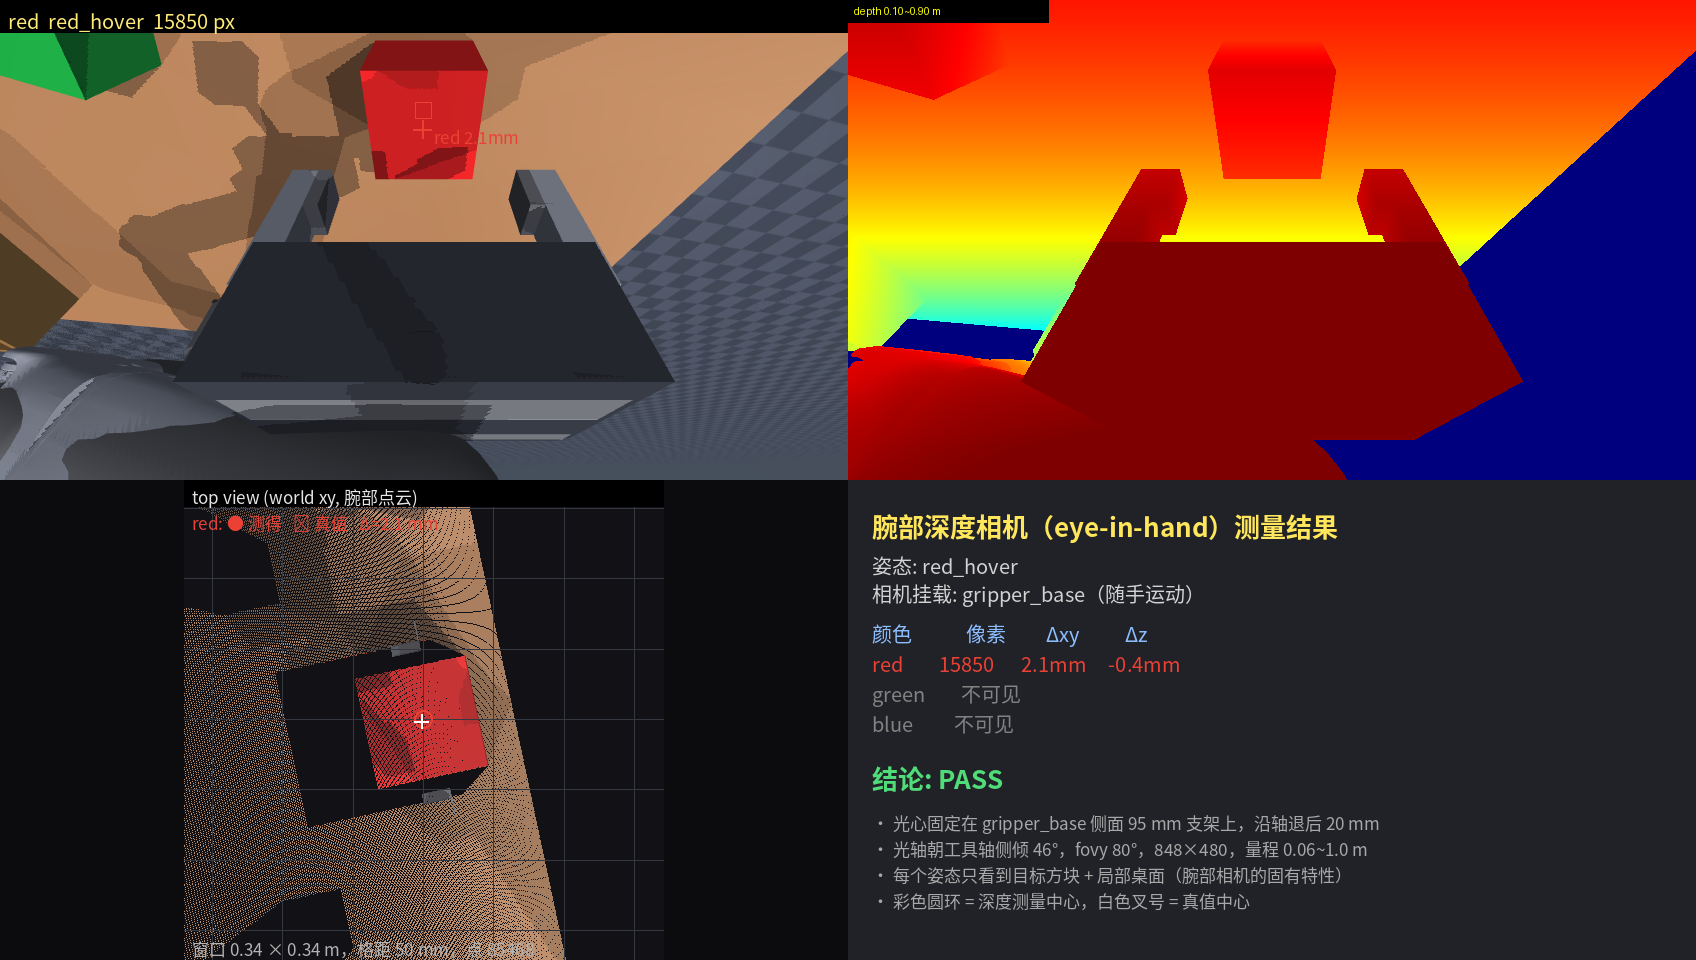 red red_hover 15850 px
depth 0.10~0.90 m
red 2.1mm
top view (world xy, 腕部点云)
red: 测得 真值
窗口 0.34 × 0.34 m, 格距 50 mm,
腕部深度相机（eye-in-hand）测量结果
姿态: red_hover
相机挂载: gripper_base（随手运动）
颜色 像素 Δxy Δz
red 15850 2.1mm -0.4mm
green 不可见
blue 不可见
结论: PASS
• 光心固定在 gripper_base 侧面 95 mm 支架上，沿轴退后 20 mm
• 光轴朝工具轴侧倾 46°，fovy 80°，848×480，量程 0.06~1.0 m
• 每个姿态只看到目标方块 + 局部桌面（腕部相机的固有特性）
• 彩色圆环 = 深度测量中心，白色叉号 = 真值中心